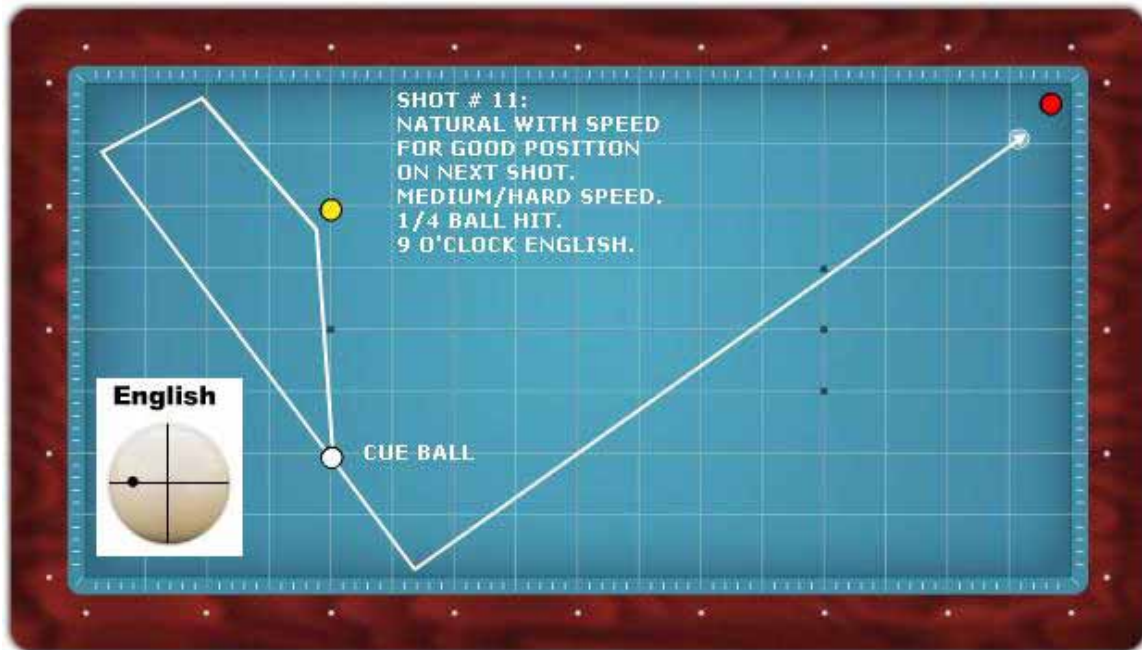 SHOT # 11:
NATURAL WITH SPEED
FOR GOOD POSITION
ON NEXT SHOT.
MEDIUM/HARD SPEED.
1/4 BALL HIT.
9 O'CLOCK ENGLISH.
English
CUE BALL